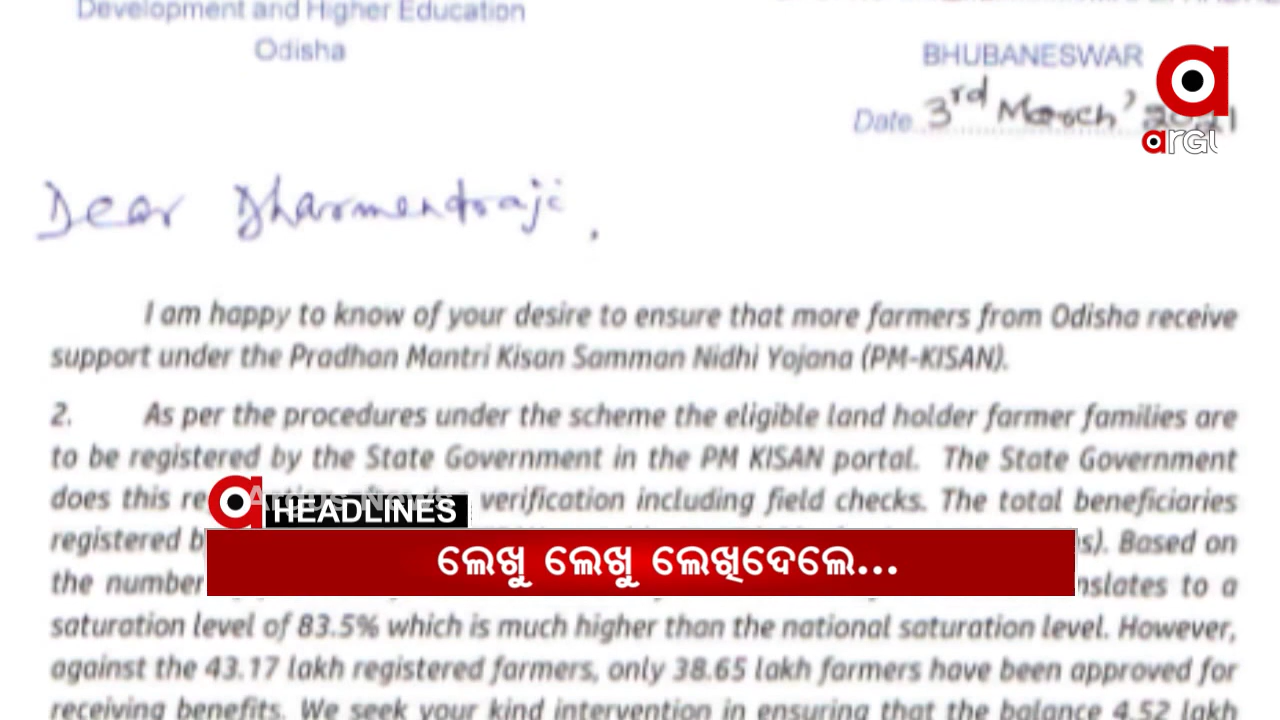 Development and Higher Education
Odisha
BHUBANESWAR
Date 3rd March' 2021
argu
Dear Dharmendraji,
I am happy to know of your desire to ensure that more farmers from Odisha receive
support under the Pradhan Mantri Kisan Samman Nidhi Yojana (PM-KISAN).
2. As per the procedures under the scheme the eligible land holder farmer families are
to be registered by the State Government in the PM KISAN portal. The State Government
does this verification including field checks. The total beneficiaries
HEADLINES
registered Based on
ଲେଖୁ ଲେଖୁ ଲେଖିଦେଲେ...
the number to a
saturation level of 83.5% which is much higher than the national saturation level. However,
against the 43.17 lakh registered farmers, only 38.65 lakh farmers have been approved for
receiving benefits. We seek your kind intervention in ensuring that the balance 4.52 lakh